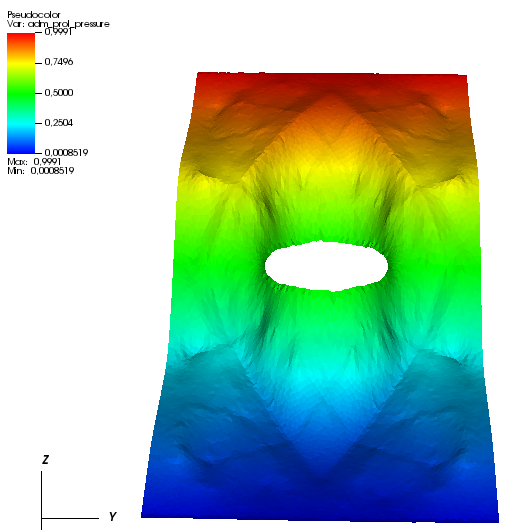 Pseudocolor
Var: adm_prol_pressure
0.9991
0.7496
0.5000
0.2504
0.0008519
Max: 0.9991
Min: 0.0008519
Z
Y